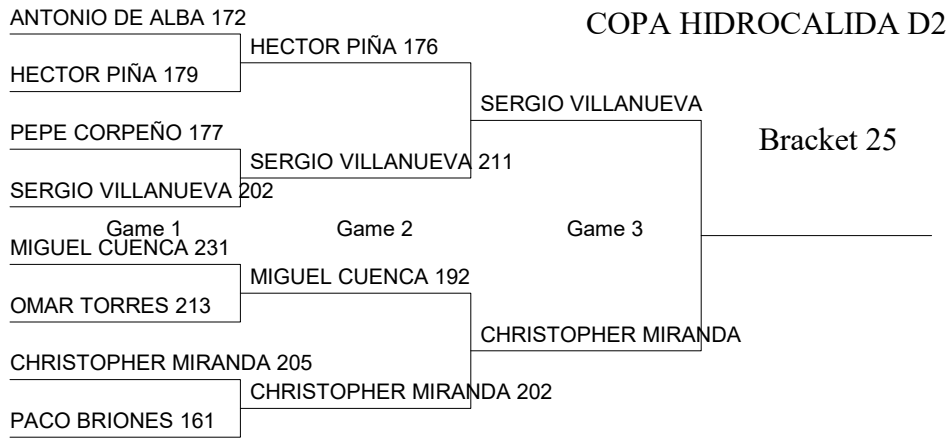 ANTONIO DE ALBA 172
COPA HIDROCALIDA D2
HECTOR PIÑA 176
HECTOR PIÑA 179
SERGIO VILLANUEVA
PEPE CORPEÑO 177
Bracket 25
SERGIO VILLANUEVA 211
SERGIO VILLANUEVA 202
Game 1
Game 2
Game 3
MIGUEL CUENCA 231
MIGUEL CUENCA 192
OMAR TORRES 213
CHRISTOPHER MIRANDA
CHRISTOPHER MIRANDA 205
CHRISTOPHER MIRANDA 202
PACO BRIONES 161